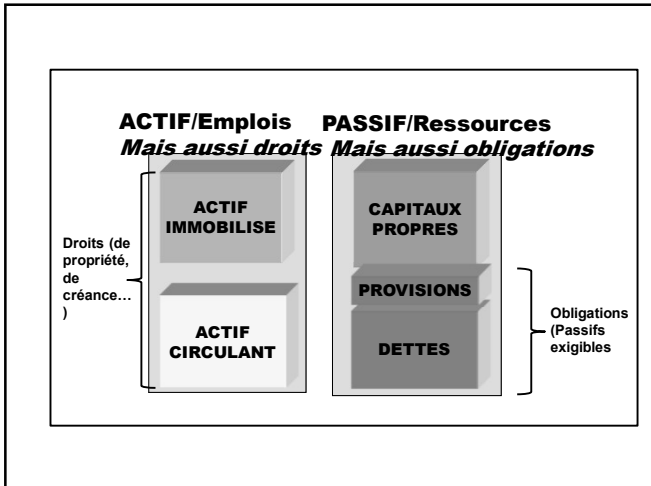 ACTIF/Emplois
Mais aussi droits
PASSIF/Ressources
Mais aussi obligations
Droits (de
propriété,
de
créance…
)
ACTIF
IMMOBILISE
ACTIF
CIRCULANT
CAPITAUX
PROPRES
PROVISIONS
DETTES
Obligations
(Passifs
exigibles